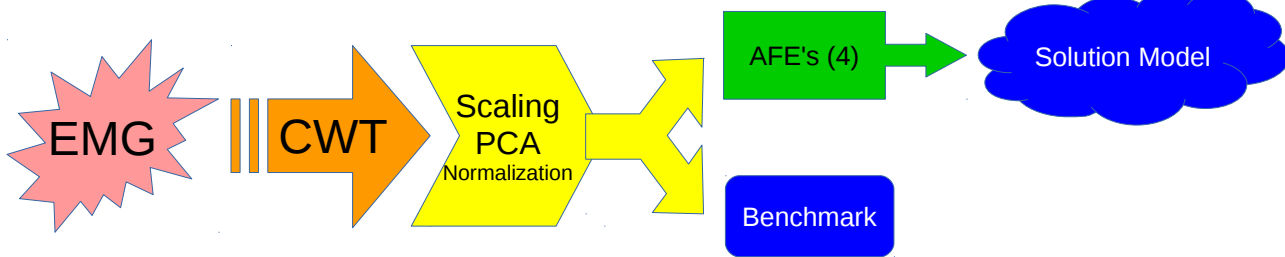 EMG
CWT
Scaling
PCA
Normalization
AFE's (4)
Solution Model
Benchmark